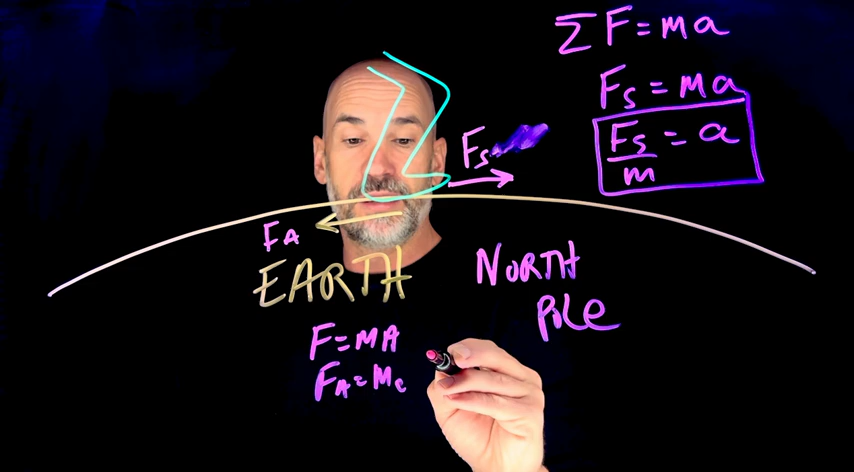 ΣF = ma
Fs = ma
Fs/m = a
Fs
FA
EARTH
NORTH
POLE
F=MA
FA=Me